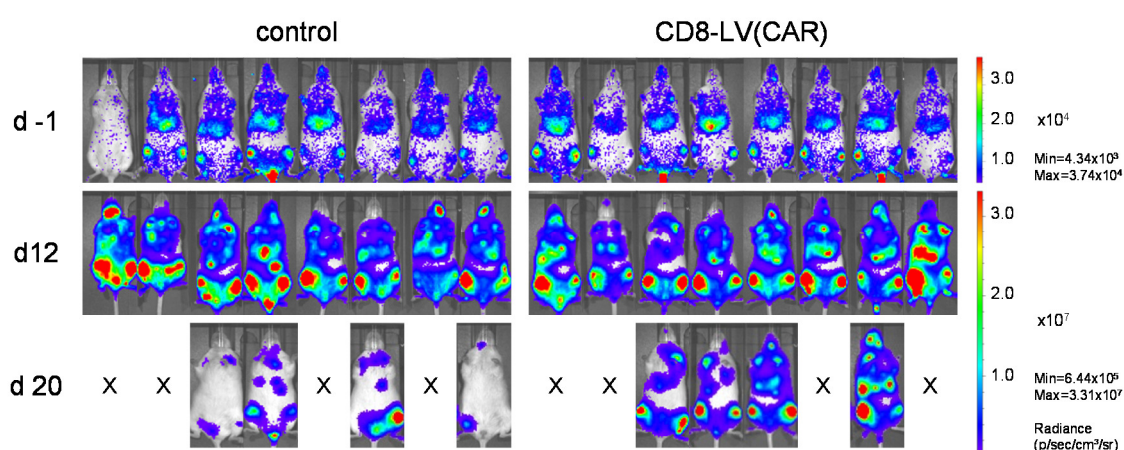 control CD8-LV(CAR)
d -1
3.0
2.0
1.0
x10⁴
Min=4.34x10³
Max=3.74x10⁴
d12
3.0
2.0
1.0
x10⁷
Min=6.44x10⁵
Max=3.31x10⁷
d 20 X X X X X X X X
Radiance
(p/sec/cm³/sr)